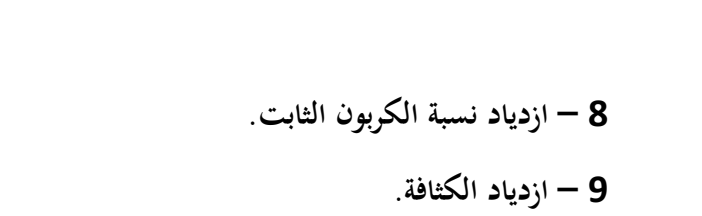 8 – ازدياد نسبة الكربون الثابت.
9 – ازدياد الكثافة.